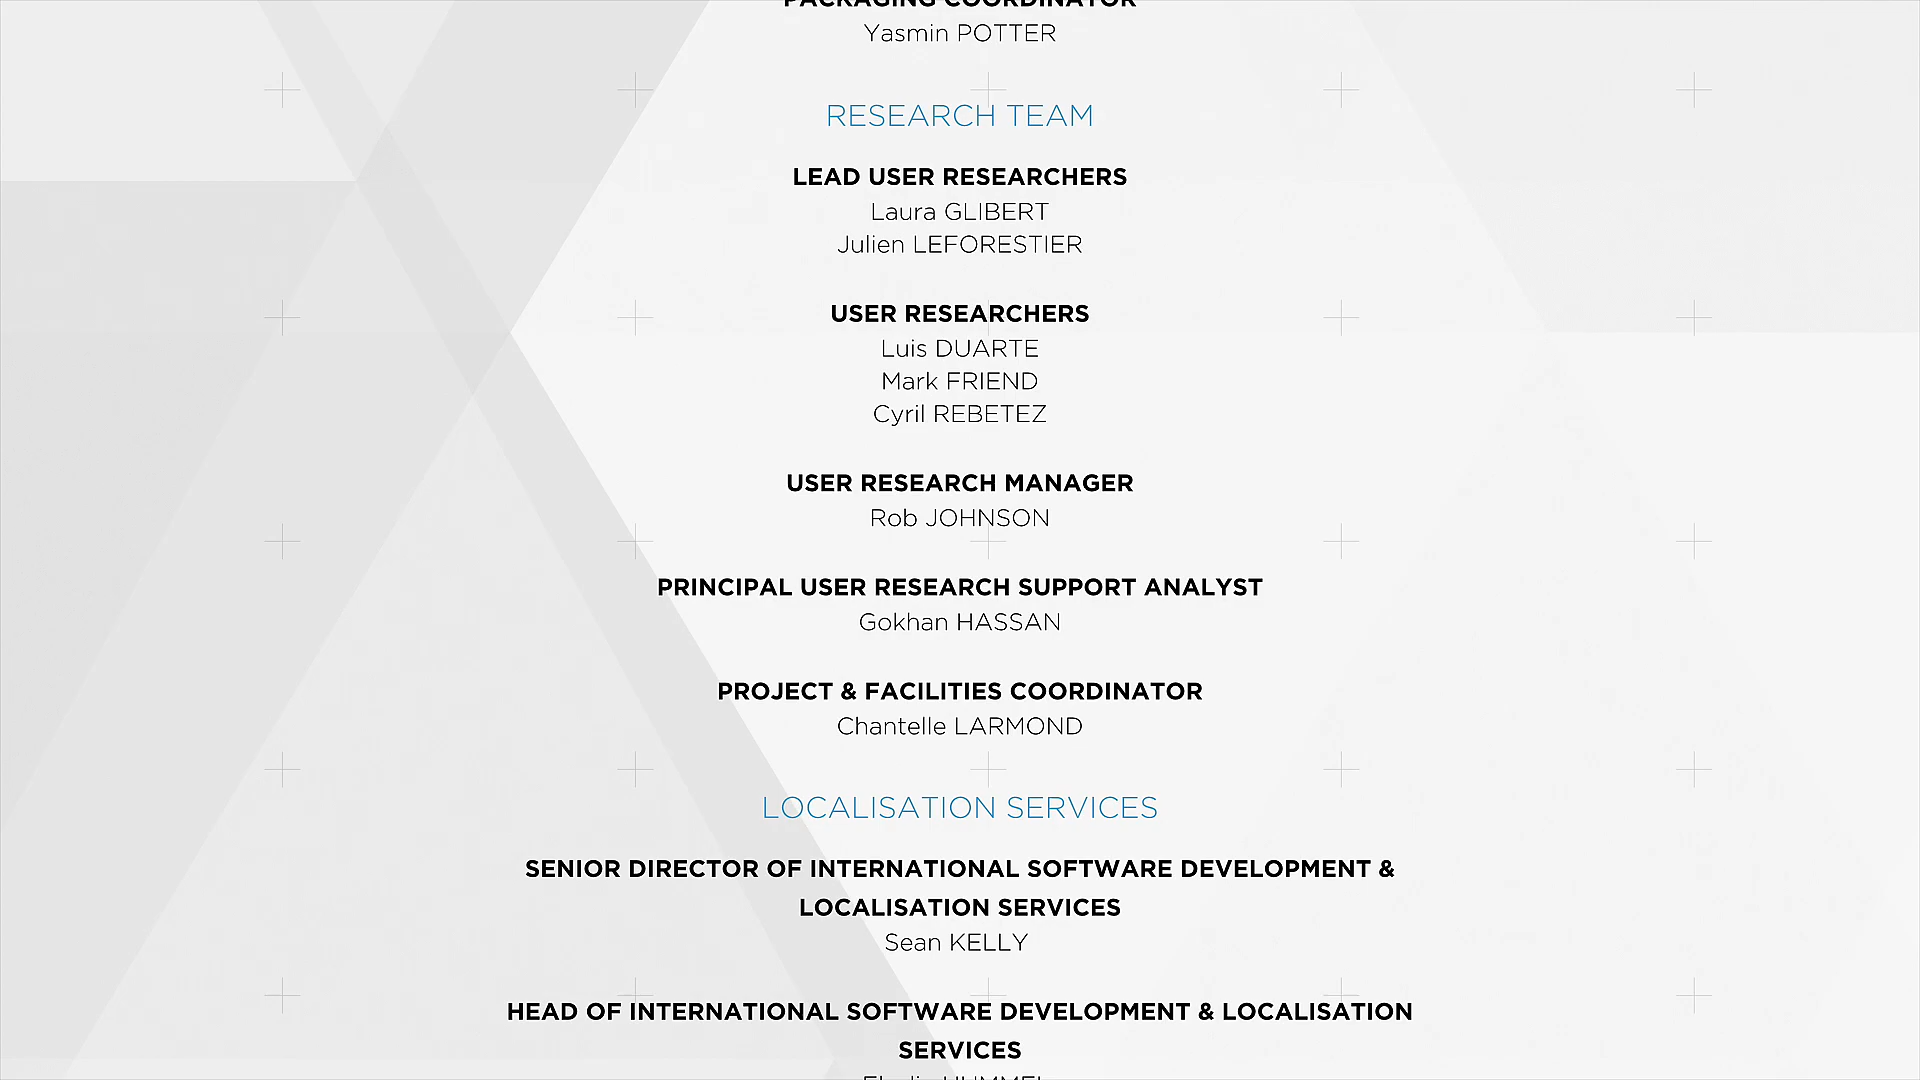 PACKAGING COORDINATOR
Yasmin POTTER
RESEARCH TEAM
LEAD USER RESEARCHERS
Laura GLIBERT
Julien LEFORESTIER
USER RESEARCHERS
Luis DUARTE
Mark FRIEND
Cyril REBETEZ
USER RESEARCH MANAGER
Rob JOHNSON
PRINCIPAL USER RESEARCH SUPPORT ANALYST
Gokhan HASSAN
PROJECT & FACILITIES COORDINATOR
Chantelle LARMOND
LOCALISATION SERVICES
SENIOR DIRECTOR OF INTERNATIONAL SOFTWARE DEVELOPMENT &
LOCALISATION SERVICES
Sean KELLY
HEAD OF INTERNATIONAL SOFTWARE DEVELOPMENT & LOCALISATION
SERVICES